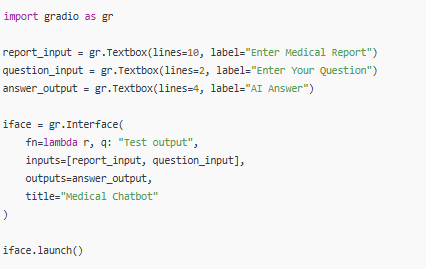 import gradio as gr
report_input = gr.Textbox(lines=10, label="Enter Medical Report")
question_input = gr.Textbox(lines=2, label="Enter Your Question")
answer_output = gr.Textbox(lines=4, label="AI Answer")
iface = gr.Interface(
    fn=lambda r, q: "Test output",
    inputs=[report_input, question_input],
    outputs=answer_output,
    title="Medical Chatbot"
)
iface.launch()